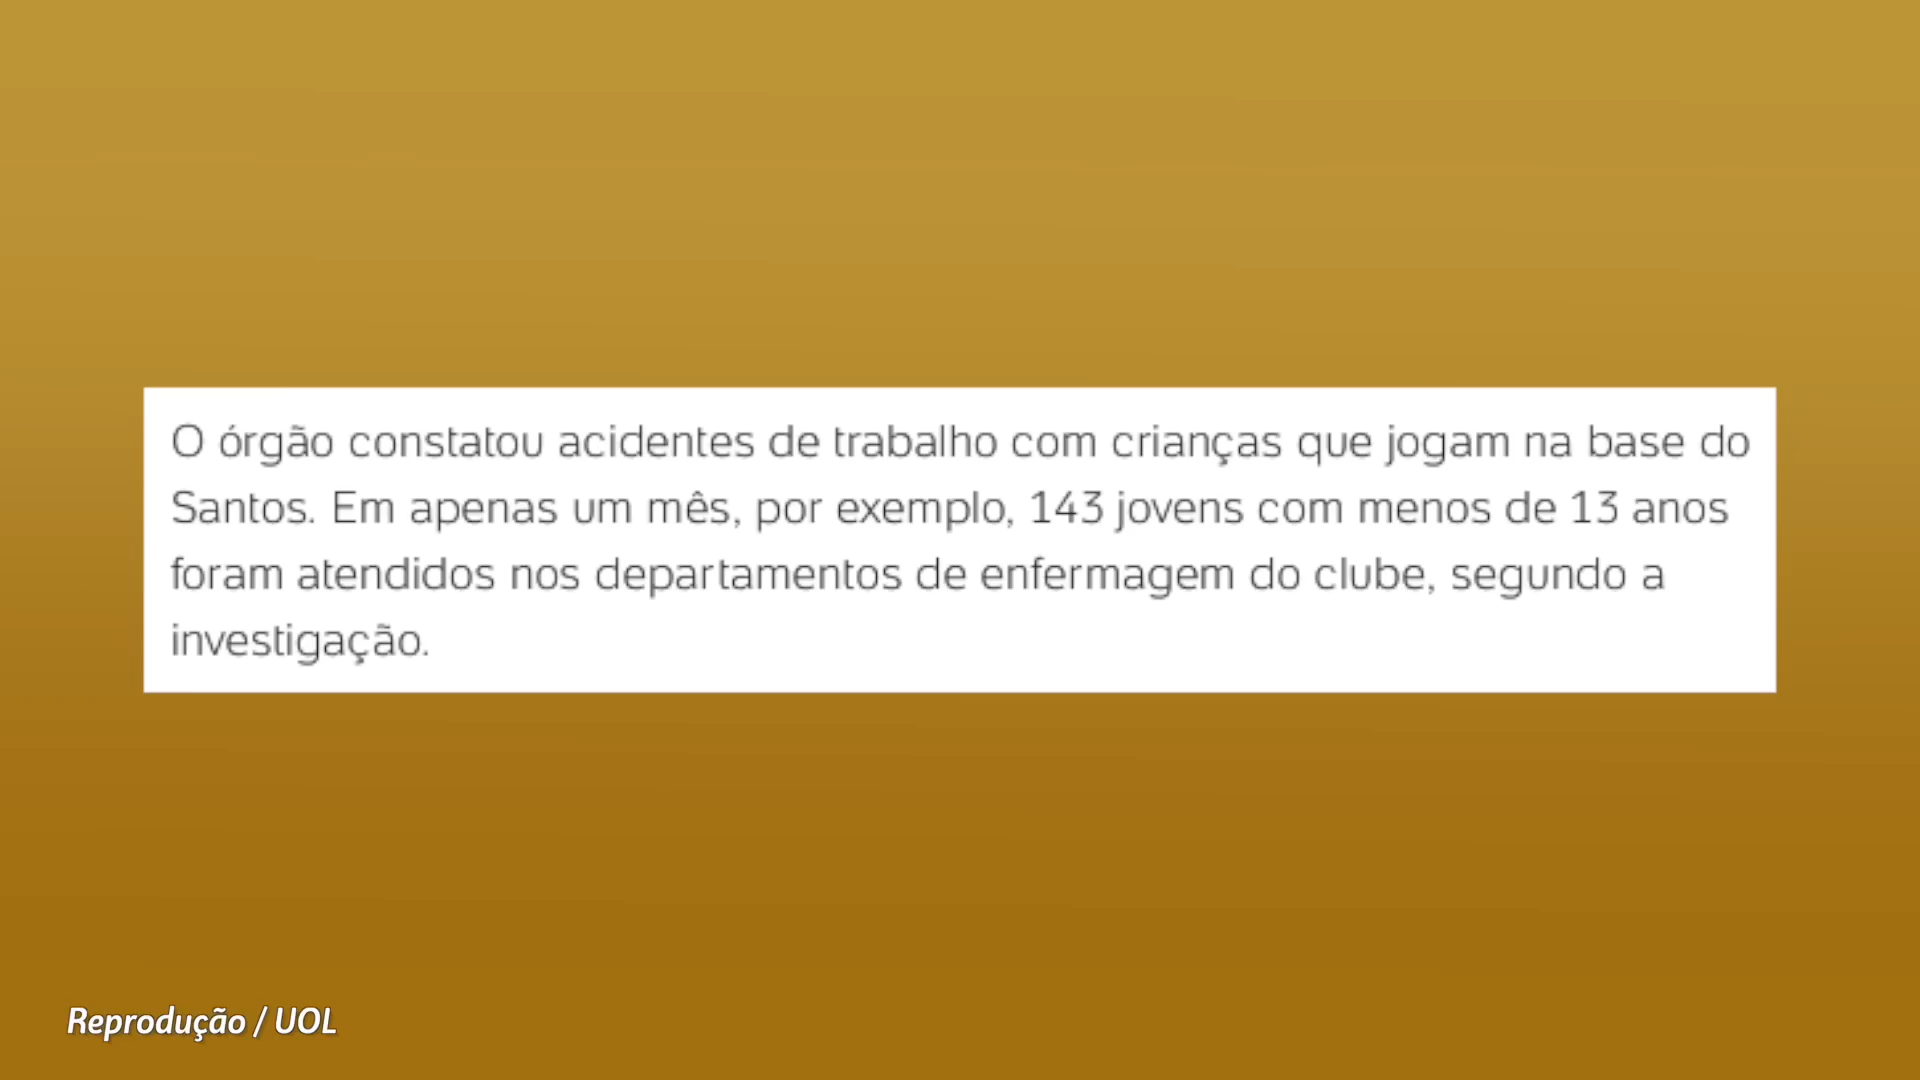 O órgão constatou acidentes de trabalho com crianças que jogam na base do
Santos. Em apenas um mês, por exemplo, 143 jovens com menos de 13 anos
foram atendidos nos departamentos de enfermagem do clube, segundo a
investigação.
Reprodução / UOL